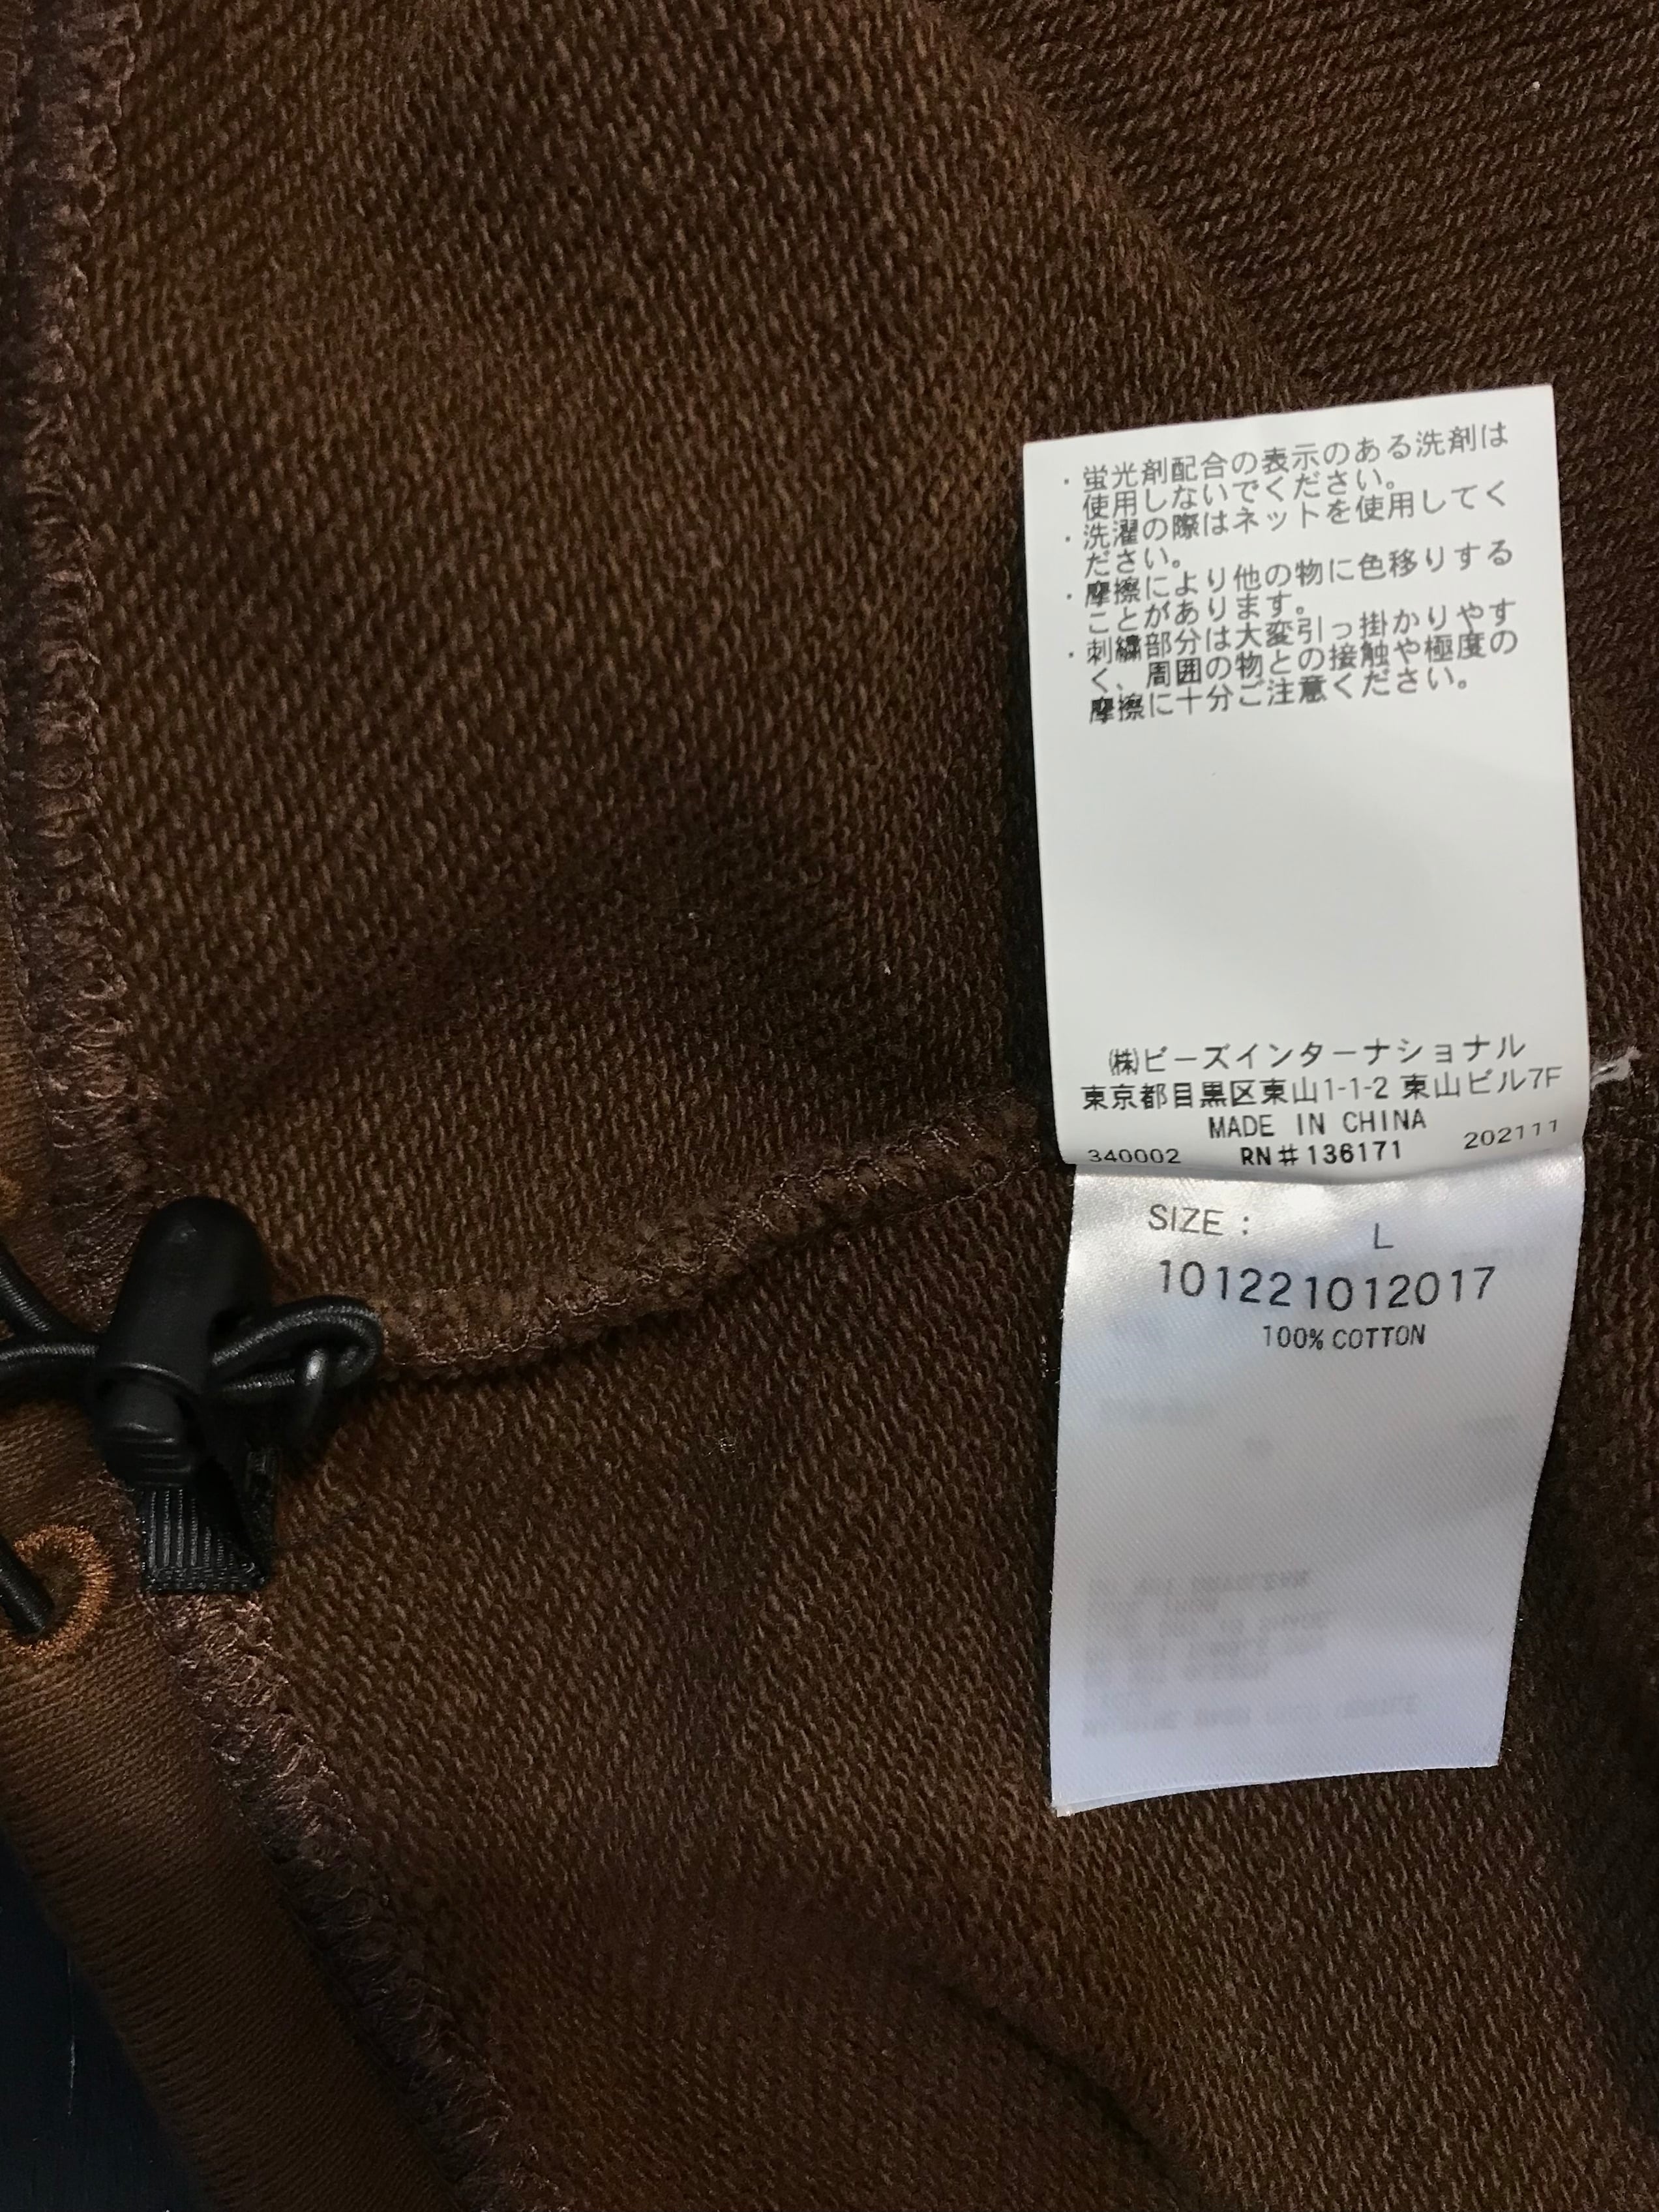 ・蛍光剤配合の表示のある洗剤は
使用しないでください。
・洗濯の際はネットを使用してく
ださい。
・摩擦により他の物に色移りする
ことがあります。
・刺繍部分は大変引っ掛かりやす
く、周囲の物との接触や極度の
摩擦に十分ご注意ください。
㈱ビーズインターナショナル
東京都目黒区東山1-1-2 東山ビル7F
MADE IN CHINA
340002 RN#136171 202111
SIZE : L
101221012017
100% COTTON